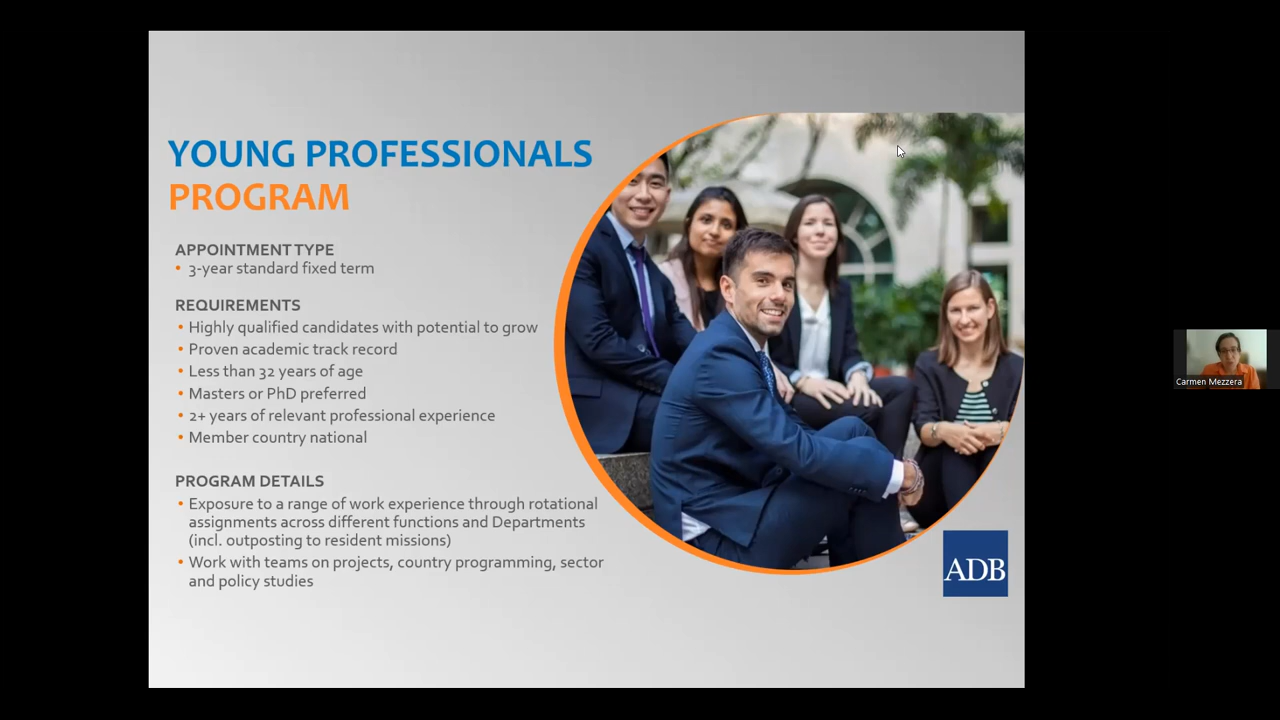 YOUNG PROFESSIONALS
PROGRAM
APPOINTMENT TYPE
• 3-year standard fixed term
REQUIREMENTS
• Highly qualified candidates with potential to grow
• Proven academic track record
• Less than 32 years of age
• Masters or PhD preferred
• 2+ years of relevant professional experience
• Member country national
PROGRAM DETAILS
• Exposure to a range of work experience through rotational
assignments across different functions and Departments
(incl. outposting to resident missions)
• Work with teams on projects, country programming, sector
and policy studies
ADB
Carmen Mezzera